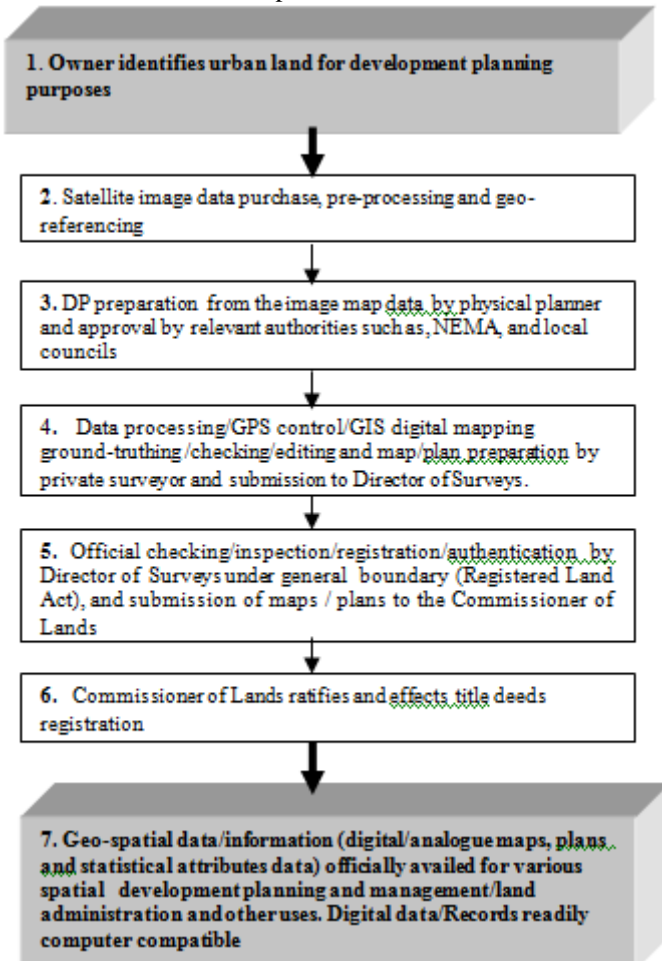 1. Owner identifies urban land for development planning
purposes
2. Satellite image data purchase, pre-processing and geo-
referencing
3. DP preparation from the image map data by physical planner
and approval by relevant authorities such as, NEMA, and local
councils
4. Data processing/GPS control/GIS digital mapping
ground-truthing/checking/editing and map/plan preparation by
private surveyor and submission to Director of Surveys.
5. Official checking/inspection/registration/authentication by
Director of Surveys under general boundary (Registered Land
Act), and submission of maps / plans to the Commissioner of
Lands
6. Commissioner of Lands ratifies and effects title deeds
registration
7. Geo-spatial data/information (digital/analogue maps, plans
and statistical attributes data) officially availed for various
spatial development planning and management/land
administration and other uses. Digital data/Records readily
computer compatible